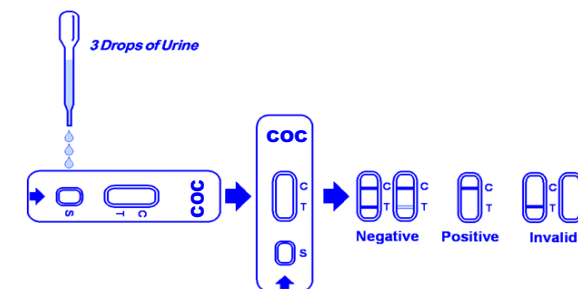 3 Drops of Urine
S
T C
COC
COC
C
T
S
C
T
C
T
C
T
C
T
Negative
Positive
Invalid